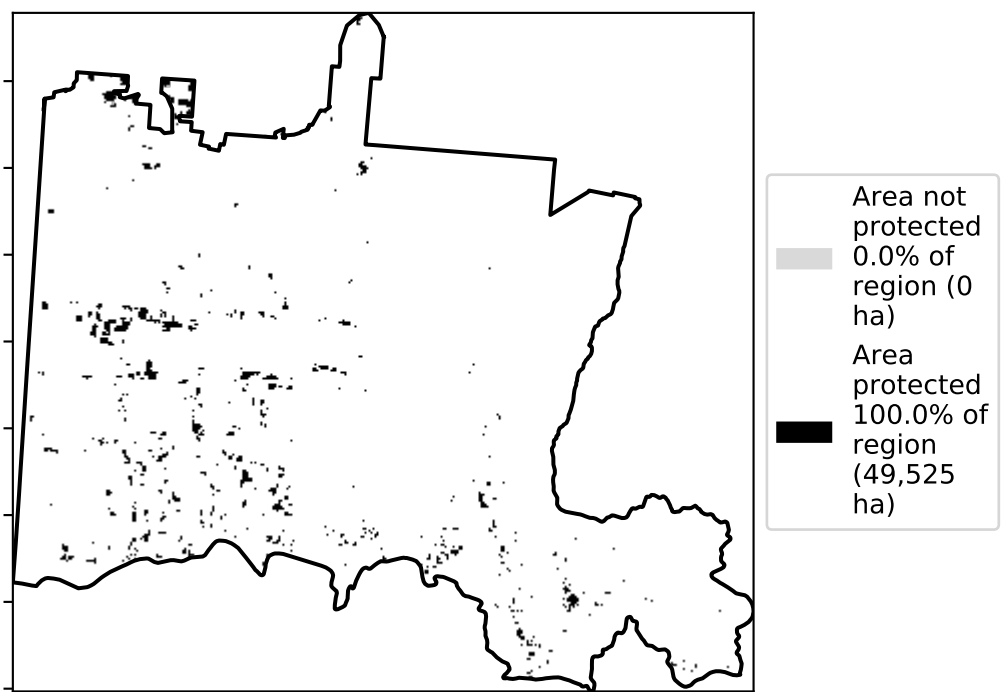 Area not
protected
0.0% of
region (0
ha)
Area
protected
100.0% of
region
(49,525
ha)